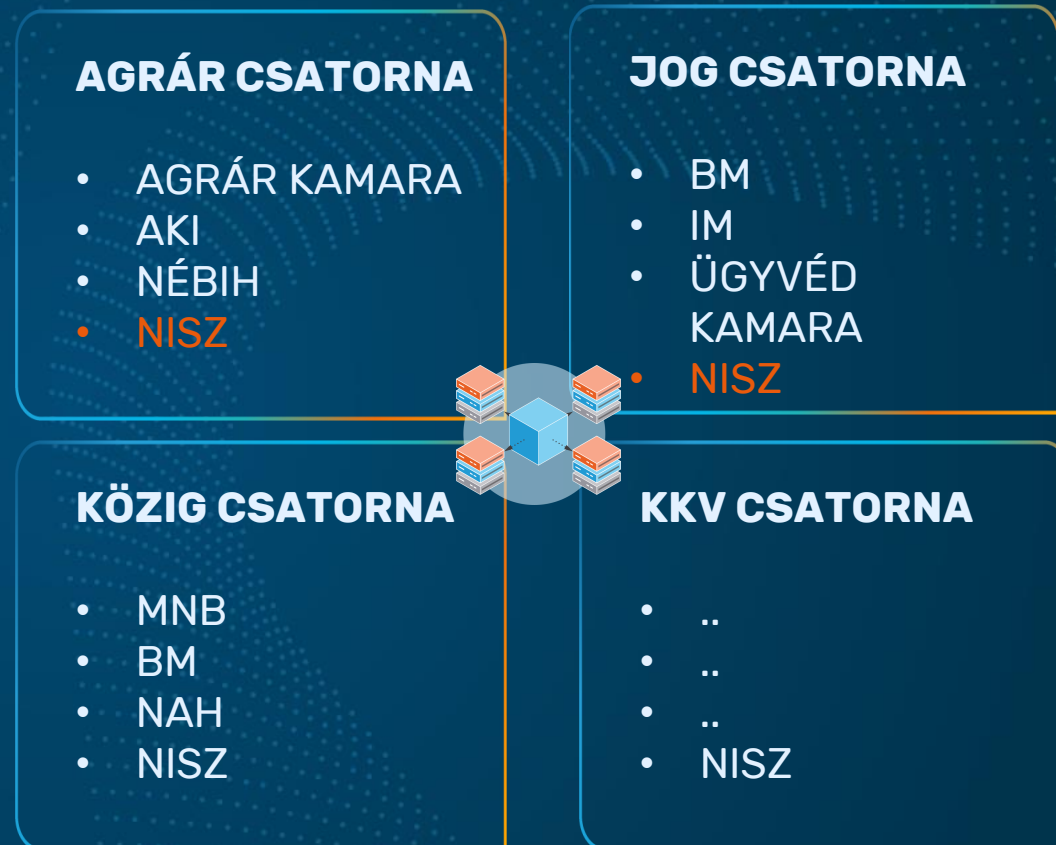 AGRÁR CSATORNA
• AGRÁR KAMARA
• AKI
• NÉBIH
• NISZ
JOG CSATORNA
• BM
• IM
• ÜGYVÉD
KAMARA
• NISZ
KÖZIG CSATORNA
• MNB
• BM
• NAH
• NISZ
KKV CSATORNA
• ..
• ..
• ..
• NISZ